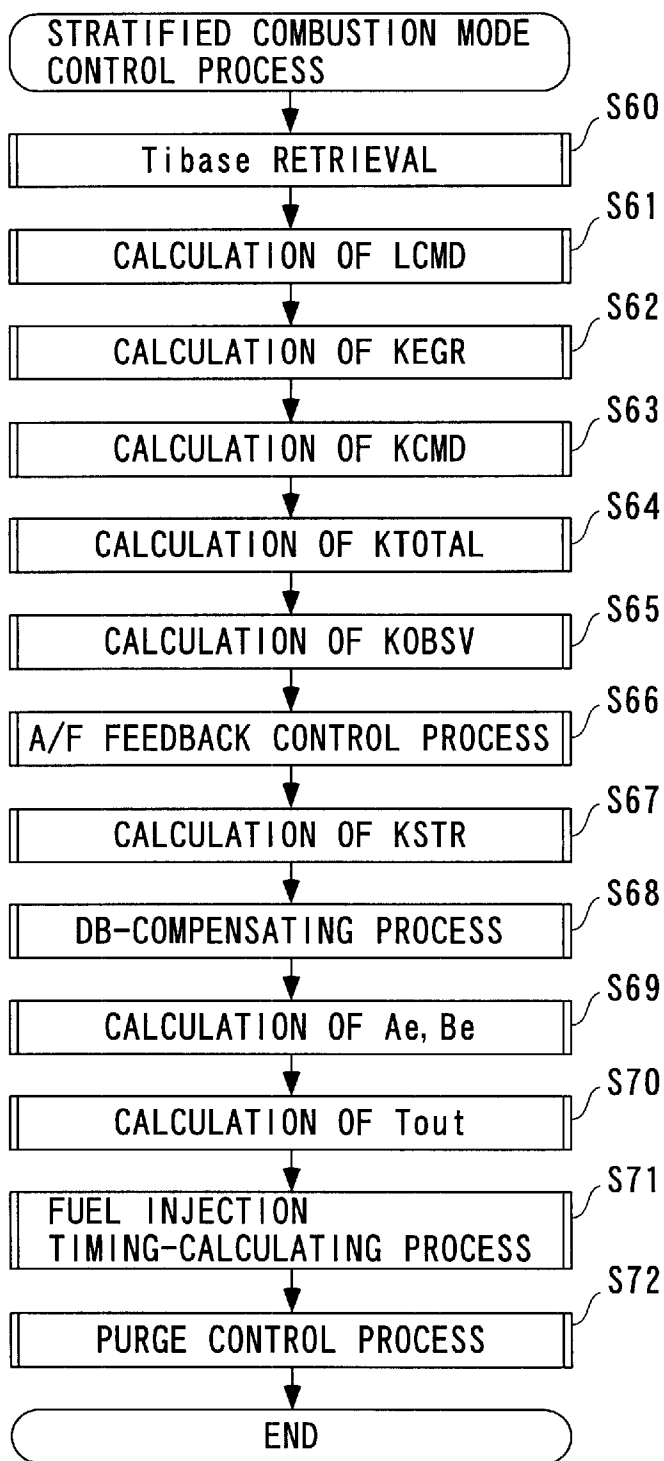 STRATIFIED COMBUSTION MODE
CONTROL PROCESS
S60
Tibase RETRIEVAL
S61
CALCULATION OF LCMD
S62
CALCULATION OF KEGR
S63
CALCULATION OF KCMD
S64
CALCULATION OF KTOTAL
S65
CALCULATION OF KOBSV
S66
A/F FEEDBACK CONTROL PROCESS
S67
CALCULATION OF KSTR
S68
DB-COMPENSATING PROCESS
S69
CALCULATION OF Ae, Be
S70
CALCULATION OF Tout
S71
FUEL INJECTION
TIMING-CALCULATING PROCESS
S72
PURGE CONTROL PROCESS
END